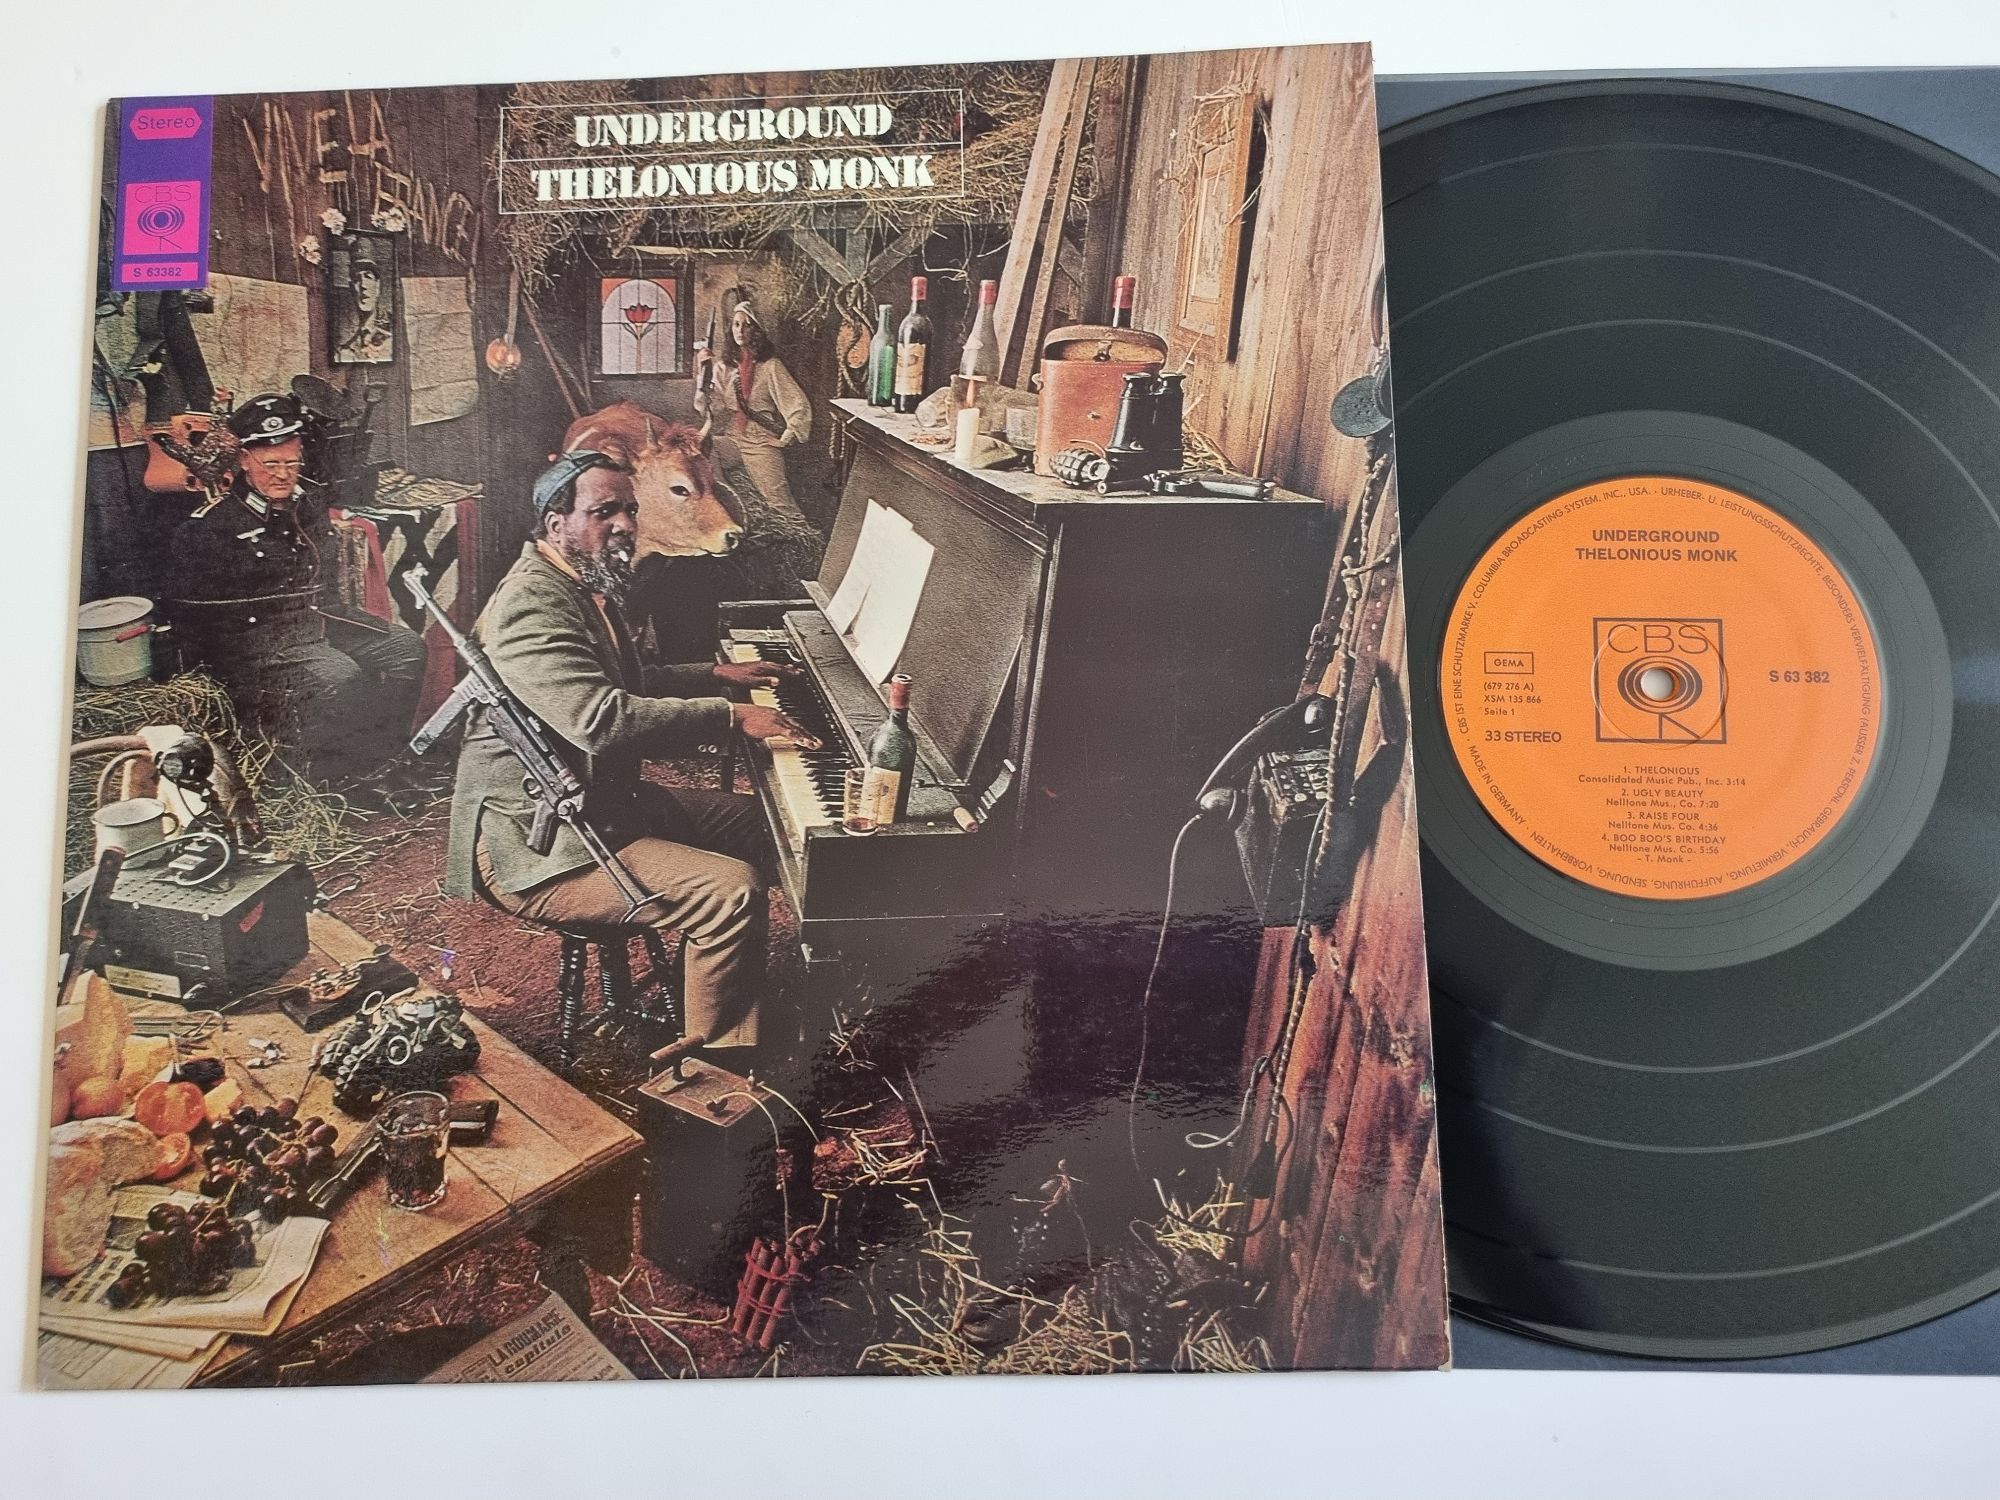 Stereo
CBS
S 63382
UNDERGROUND
THELONIOUS MONK
VIVE LA
FRANCE
LA ROCHELLE
capitule
UNDERGROUND
THELONIOUS MONK
CBS
GEMA
(679 276 A)
XSM 135 866
Seite 1
33 STEREO
S 63 382
1. THELONIOUS
Consolidated Music Pub., Inc. 3:14
2. UGLY BEAUTY
Nelltone Mus., Co. 7:20
3. RAISE FOUR
Nelltone Mus. Co. 4:36
4. BOO BOO'S BIRTHDAY
Nelltone Mus. Co. 5:56
- T. Monk -
· CBS IST EINE SCHUTZMARKE V. COLUMBIA BROADCASTING SYSTEM. INC., USA. · URHEBER- U. LEISTUNGSSCHUTZRECHTE, BESONDERS VERVIELFÄLTIGUNG (AUSSER Z. PERSÖNL. GEBRAUCH), VERMIETUNG, AUFFÜHRUNG, SENDUNG, VORBEHALTEN · MADE IN GERMANY